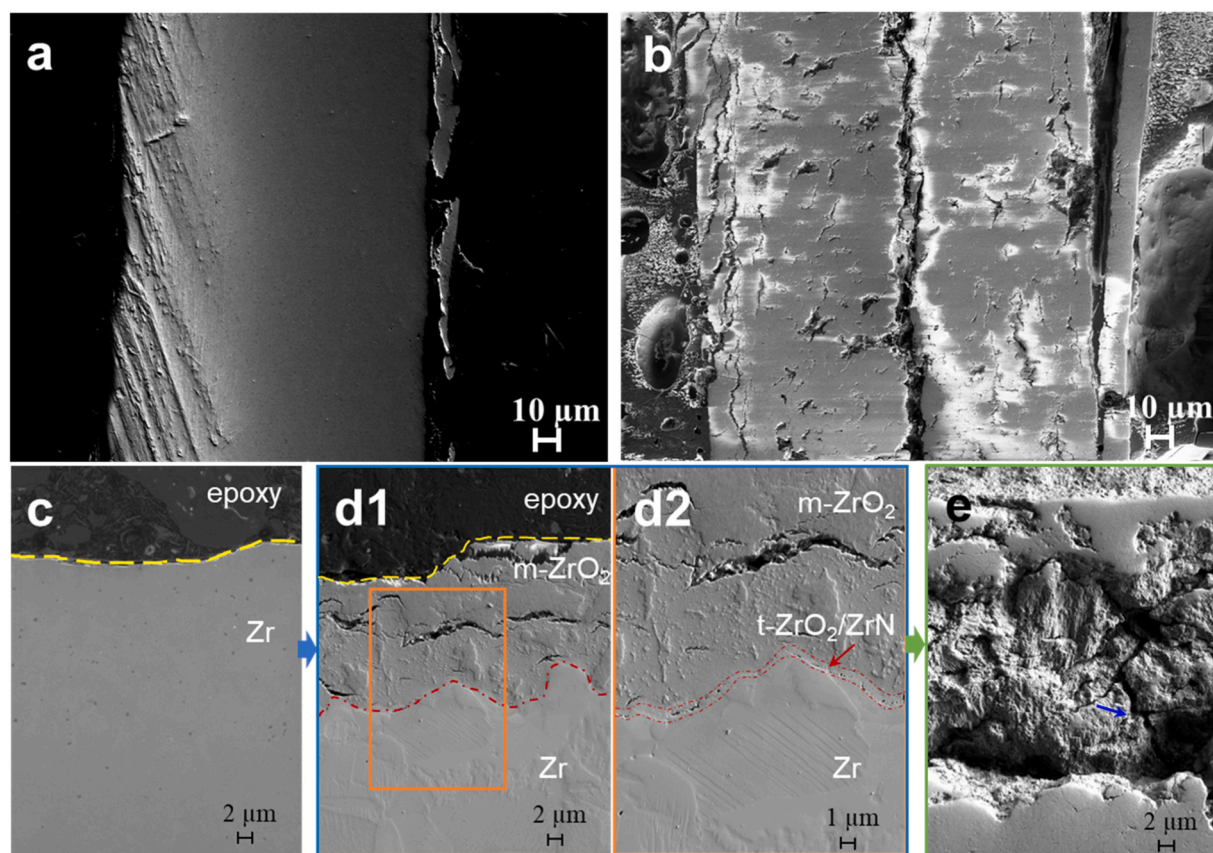 a
10 µm
b
10 µm
c
epoxy
Zr
2 µm
d1
epoxy
m-ZrO₂
Zr
2 µm
d2
m-ZrO₂
t-ZrO₂/ZrN
Zr
1 µm
e
2 µm